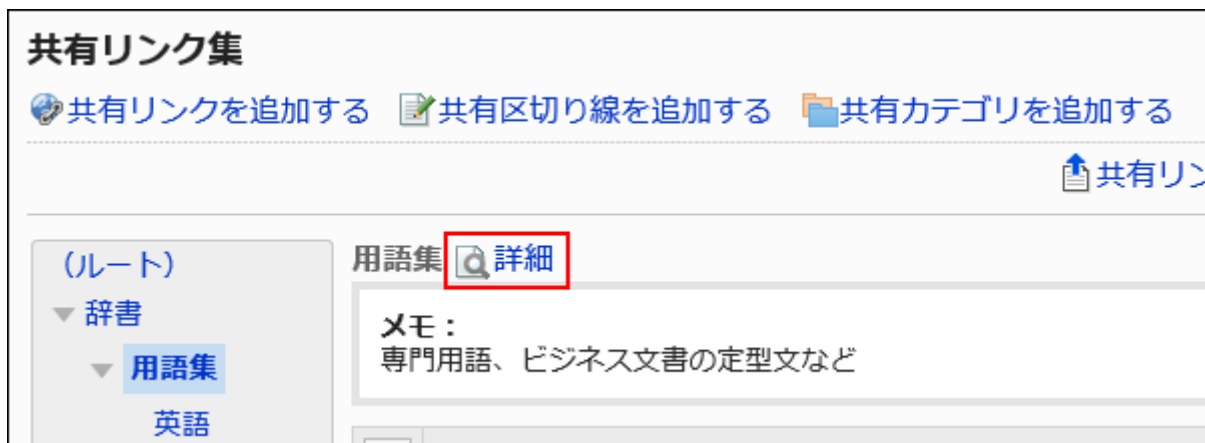 共有リンク集
共有リンクを追加する 共有区切り線を追加する 共有カテゴリを追加する
共有リン
(ルート)
辞書
用語集
英語
用語集 詳細
メモ：
専門用語、ビジネス文書の定型文など